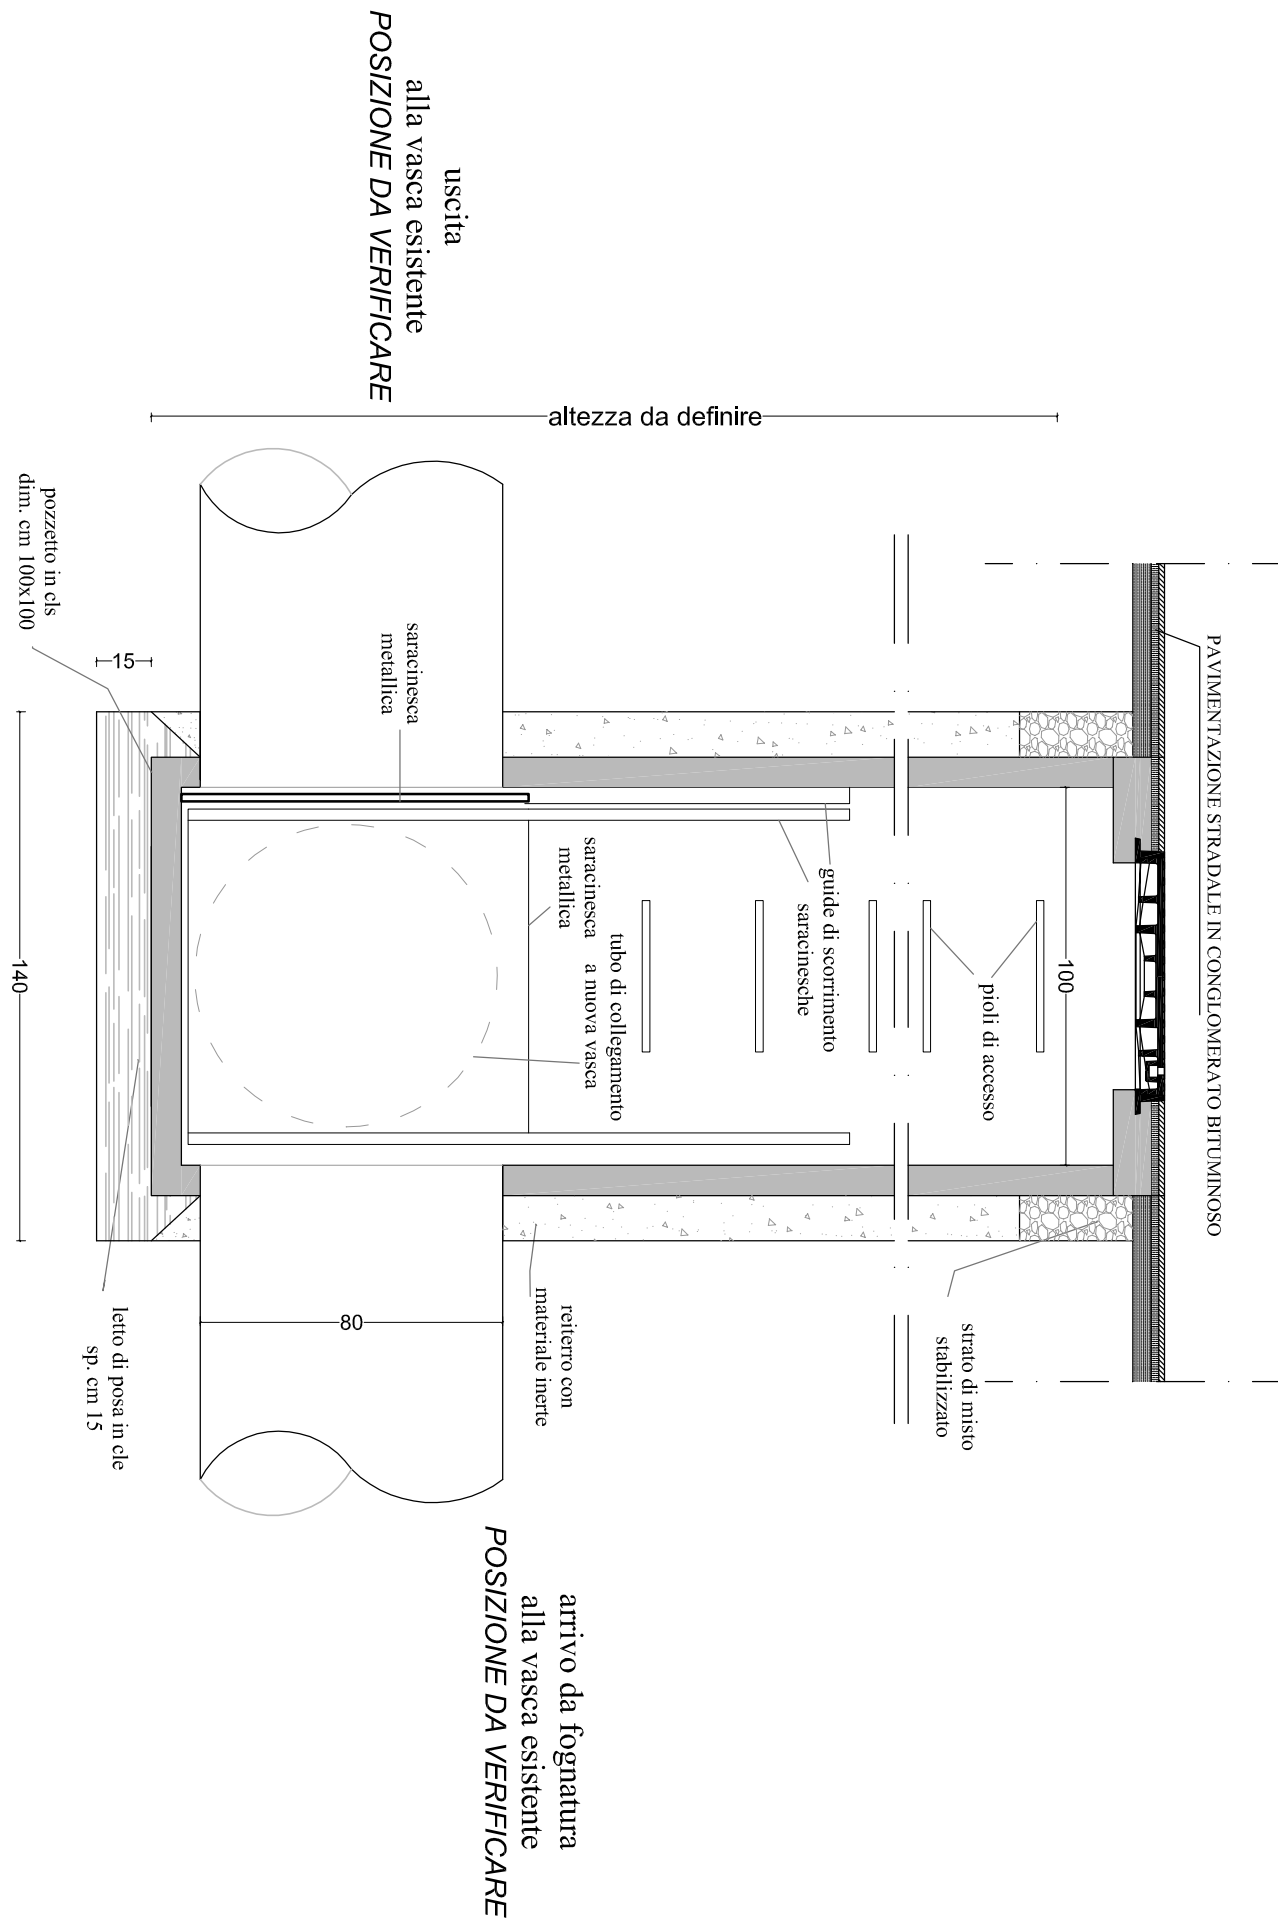 PAVIMENTAZIONE STRADALE IN CONGLOMERATO BITUMINOSO
strato di misto
stabilizzato
100
pioli di accesso
guide di scorrimento
saracinesche
altezza da definire
tubo di collegamento
saracinesca a nuova vasca
metallica
reiterro con
materiale inerte
saracinesca
metallica
80
uscita
alla vasca esistente
POSIZIONE DA VERIFICARE
arrivo da fognatura
alla vasca esistente
POSIZIONE DA VERIFICARE
15
pozzetto in cls
dim. cm 100x100
letto di posa in cle
sp. cm 15
140